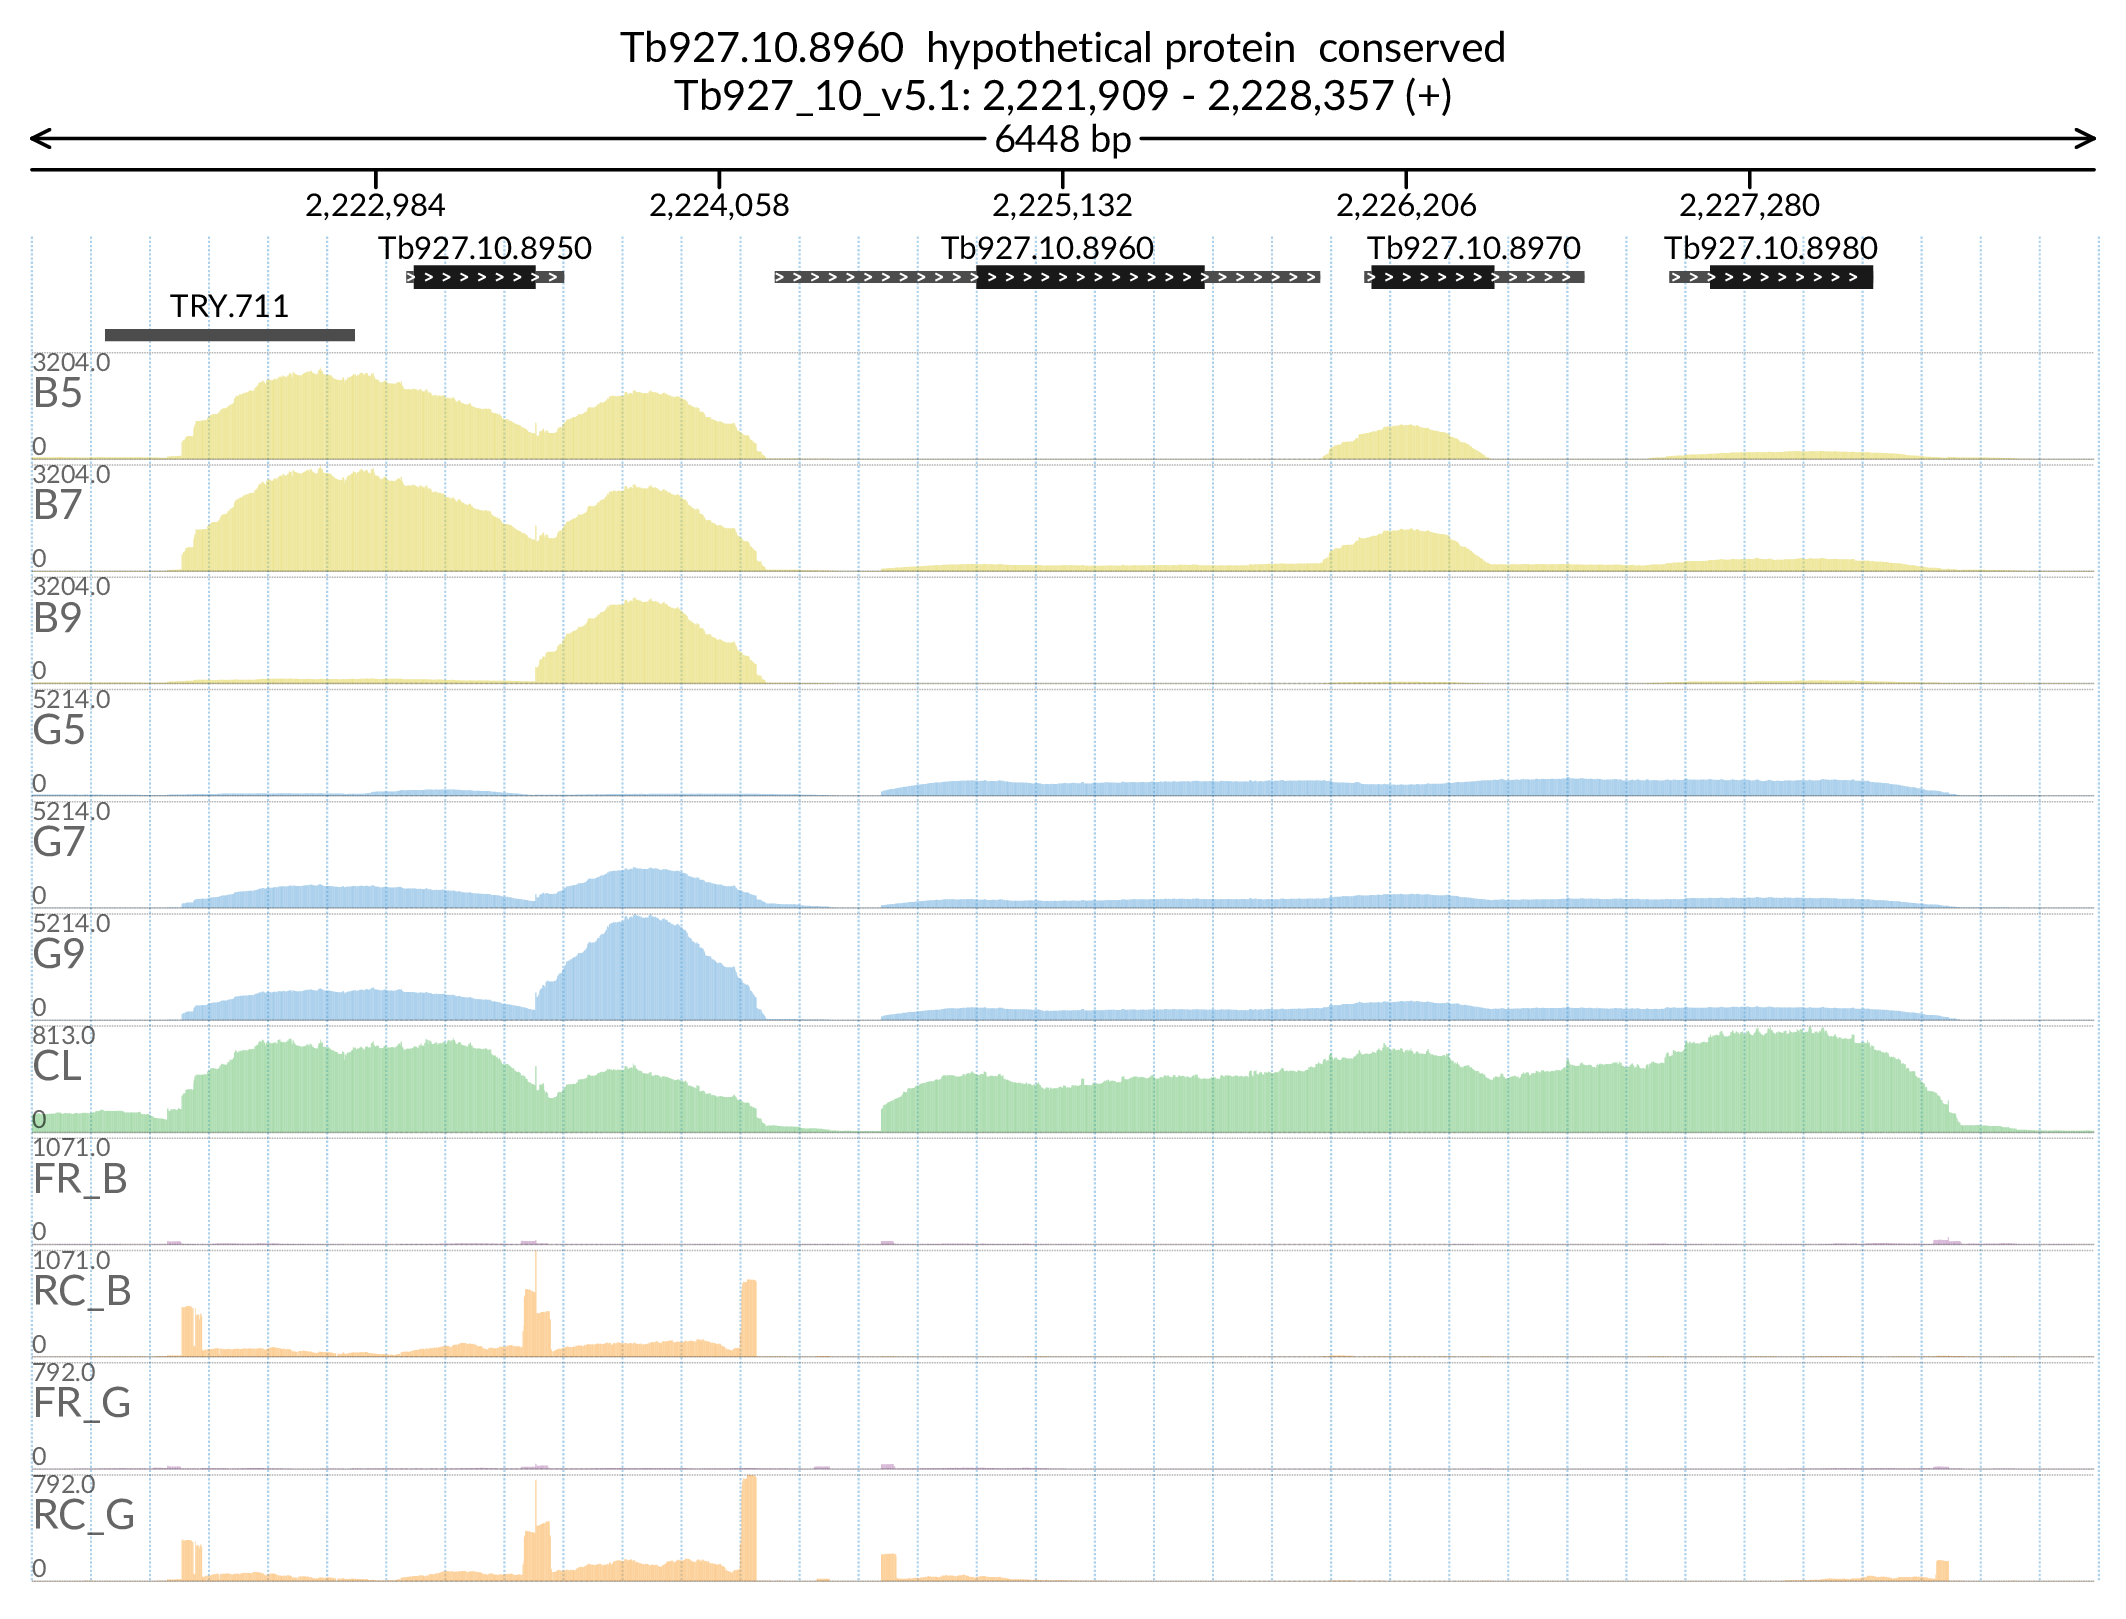 Tb927.10.8960  hypothetical protein  conserved
Tb927_10_v5.1: 2,221,909 - 2,228,357 (+)
6448 bp
2,222,984 2,224,058 2,225,132 2,226,206 2,227,280
Tb927.10.8950 Tb927.10.8960 Tb927.10.8970 Tb927.10.8980
TRY.711
3204.0
B5
0
3204.0
B7
0
3204.0
B9
0
5214.0
G5
0
5214.0
G7
0
5214.0
G9
0
813.0
CL
0
1071.0
FR_B
0
1071.0
RC_B
0
792.0
FR_G
0
792.0
RC_G
0